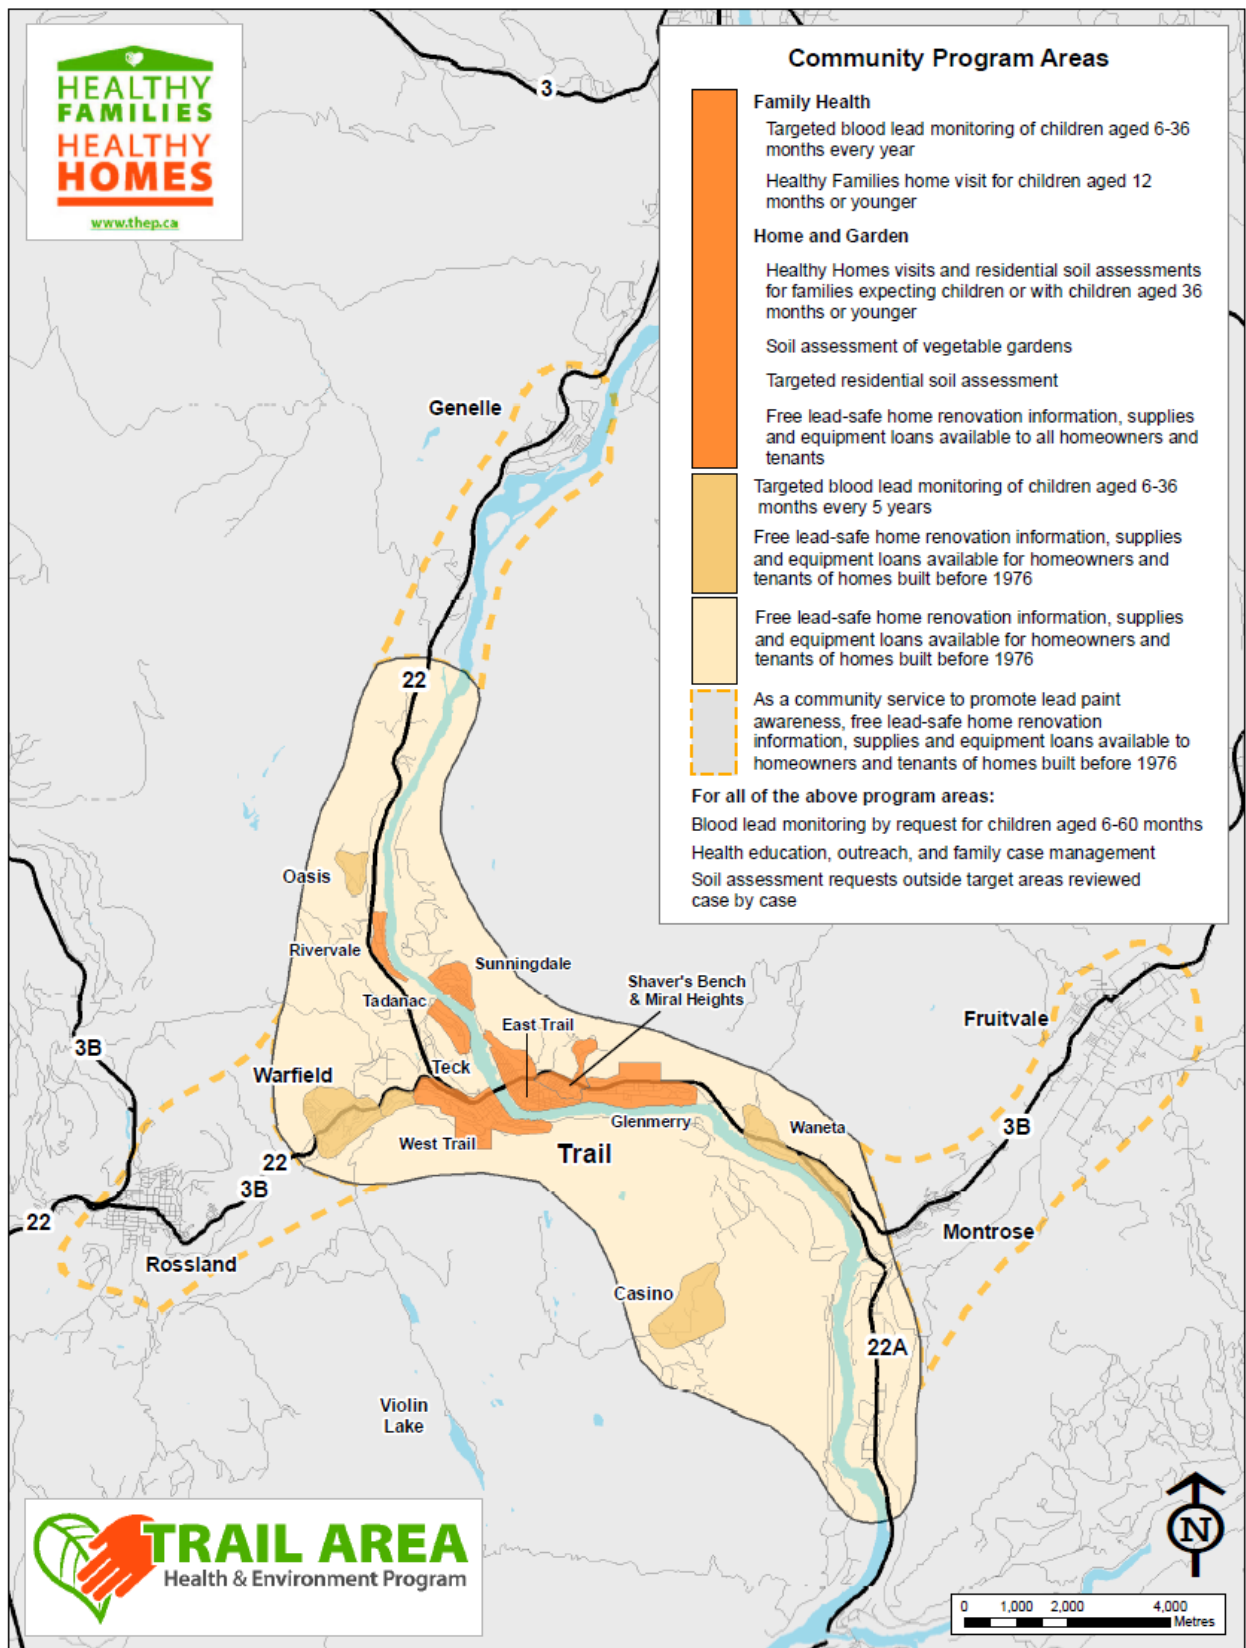 HEALTHY
FAMILIES
HEALTHY
HOMES
www.thep.ca
Community Program Areas
Family Health
Targeted blood lead monitoring of children aged 6-36
months every year
Healthy Families home visit for children aged 12
months or younger
Home and Garden
Healthy Homes visits and residential soil assessments
for families expecting children or with children aged 36
months or younger
Soil assessment of vegetable gardens
Targeted residential soil assessment
Free lead-safe home renovation information, supplies
and equipment loans available to all homeowners and
tenants
Targeted blood lead monitoring of children aged 6-36
months every 5 years
Free lead-safe home renovation information, supplies
and equipment loans available for homeowners and
tenants of homes built before 1976
Free lead-safe home renovation information, supplies
and equipment loans available for homeowners and
tenants of homes built before 1976
As a community service to promote lead paint
awareness, free lead-safe home renovation
information, supplies and equipment loans available to
homeowners and tenants of homes built before 1976
For all of the above program areas:
Blood lead monitoring by request for children aged 6-60 months
Health education, outreach, and family case management
Soil assessment requests outside target areas reviewed
case by case
3
Genelle
22
Oasis
Rivervale
Sunningdale
Shaver's Bench
& Miral Heights
Tadanac
East Trail
Fruitvale
3B
Teck
Warfield
Glenmerry
Waneta
3B
West Trail
Trail
22
3B
22
Montrose
Rossland
Casino
22A
Violin
Lake
TRAIL AREA
Health & Environment Program
N
0 1,000 2,000 4,000
Metres